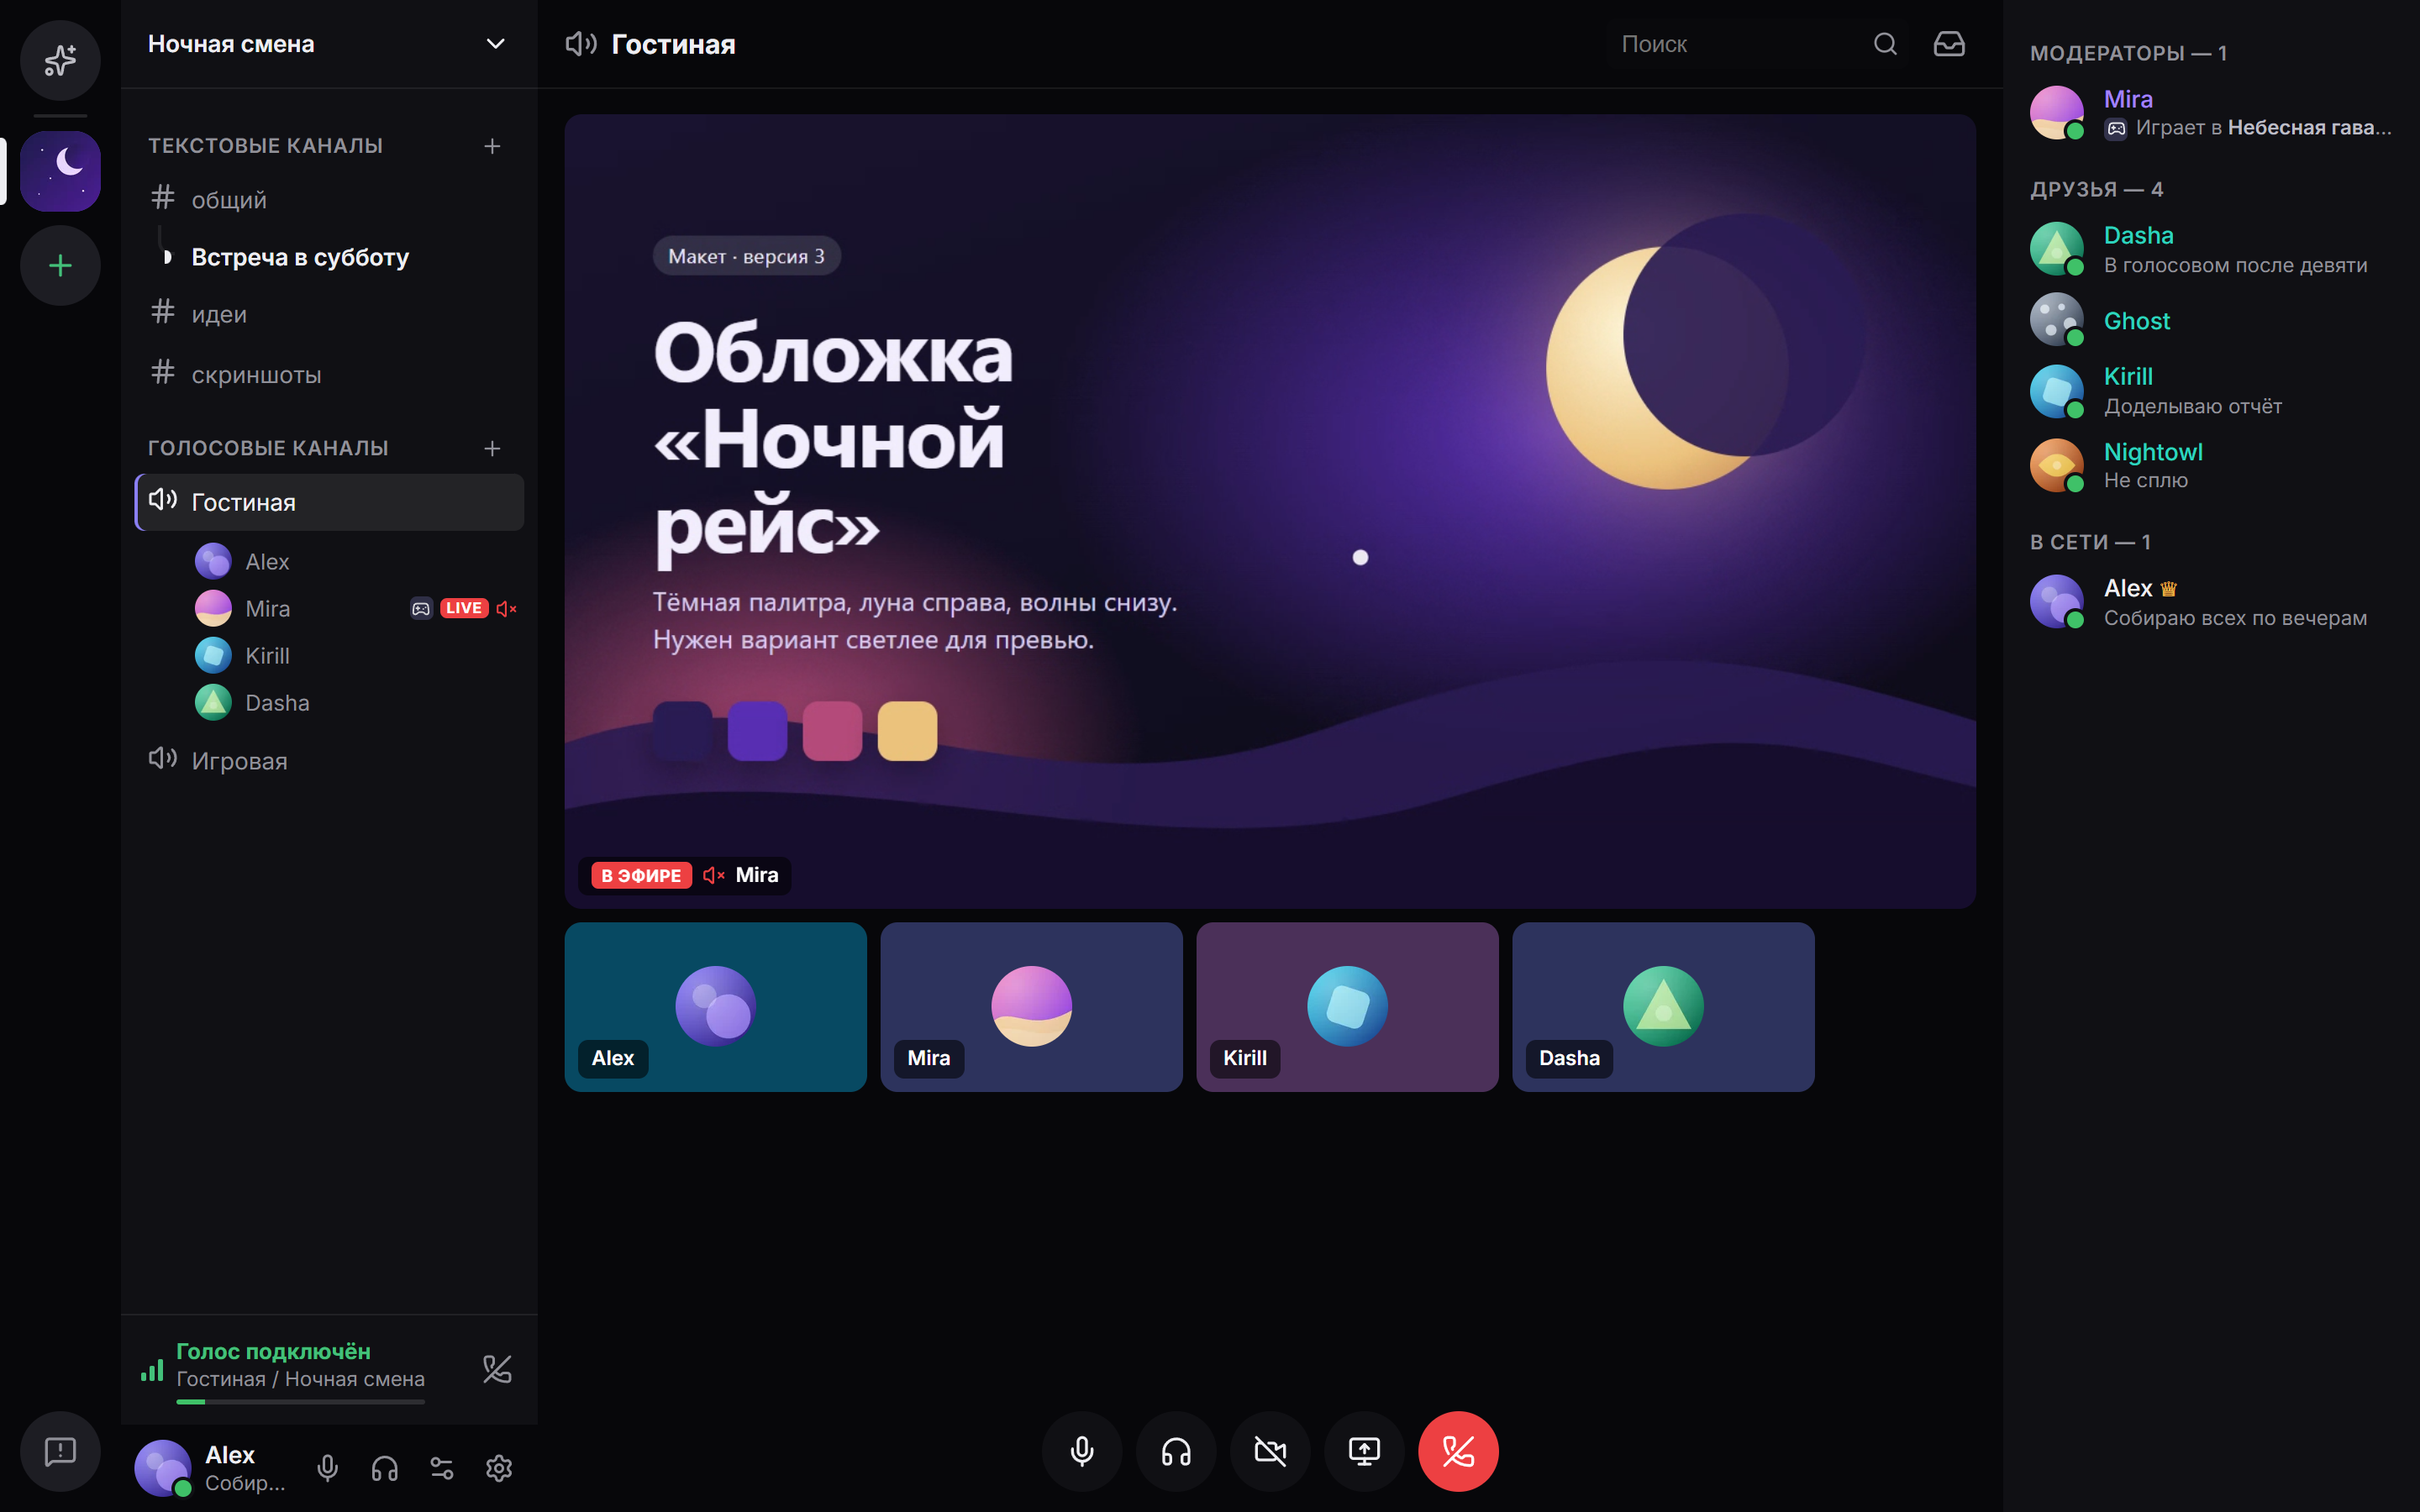 Ночная смена
ТЕКСТОВЫЕ КАНАЛЫ
общий
Встреча в субботу
идеи
скриншоты
ГОЛОСОВЫЕ КАНАЛЫ
Гостиная
Alex
Mira
LIVE
Kirill
Dasha
Игровая
Голос подключён
Гостиная / Ночная смена
Alex
Собир...
Гостиная
Поиск
Макет · версия 3
Обложка
«Ночной
рейс»
Тёмная палитра, луна справа, волны снизу.
Нужен вариант светлее для превью.
В ЭФИРЕ Mira
Alex
Mira
Kirill
Dasha
МОДЕРАТОРЫ — 1
Mira
Играет в Небесная гава...
ДРУЗЬЯ — 4
Dasha
В голосовом после девяти
Ghost
Kirill
Доделываю отчёт
Nightowl
Не сплю
В СЕТИ — 1
Alex
Собираю всех по вечерам